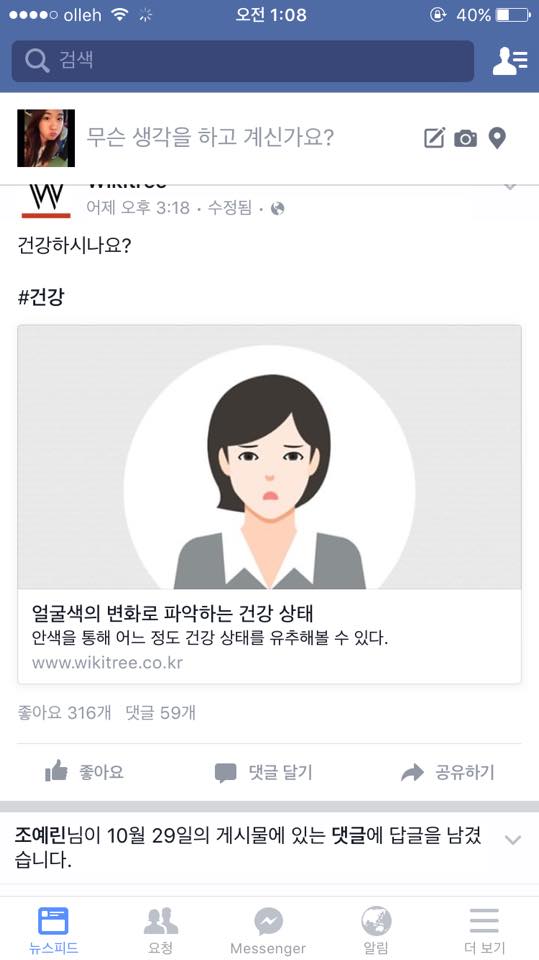 olleh 오전 1:08 40%
검색
무슨 생각을 하고 계신가요?
W Wikitree
어제 오후 3:18 · 수정됨 ·
건강하시나요?
#건강
얼굴색의 변화로 파악하는 건강 상태
안색을 통해 어느 정도 건강 상태를 유추해볼 수 있다.
www.wikitree.co.kr
좋아요 316개 댓글 59개
좋아요 댓글 달기 공유하기
조예린님이 10월 29일의 게시물에 있는 댓글에 답글을 남겼
습니다.
뉴스피드 요청 Messenger 알림 더 보기